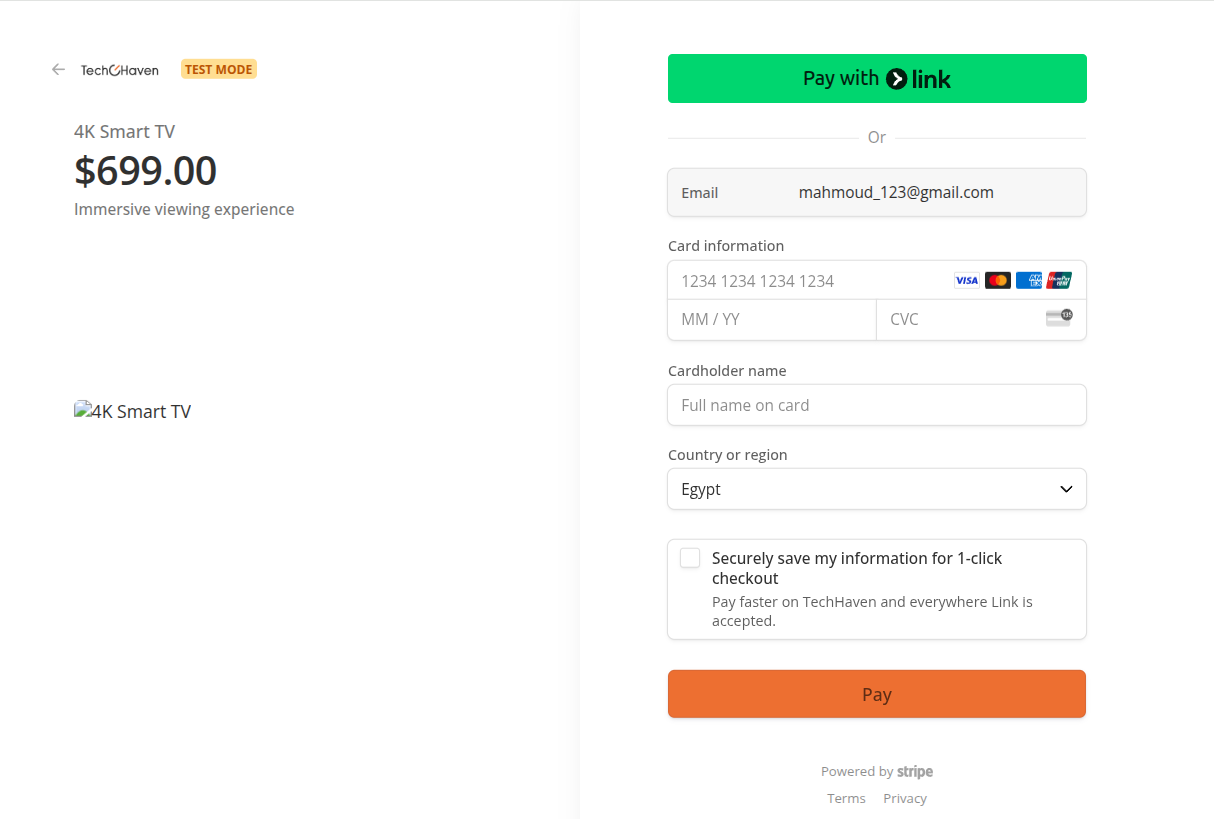 TechHaven TEST MODE
4K Smart TV
$699.00
Immersive viewing experience
4K Smart TV
Pay with link
Or
Email mahmoud_123@gmail.com
Card information
1234 1234 1234 1234 VISA
MM / YY CVC 135
Cardholder name
Full name on card
Country or region
Egypt
Securely save my information for 1-click
checkout
Pay faster on TechHaven and everywhere Link is
accepted.
Pay
Powered by stripe
Terms Privacy